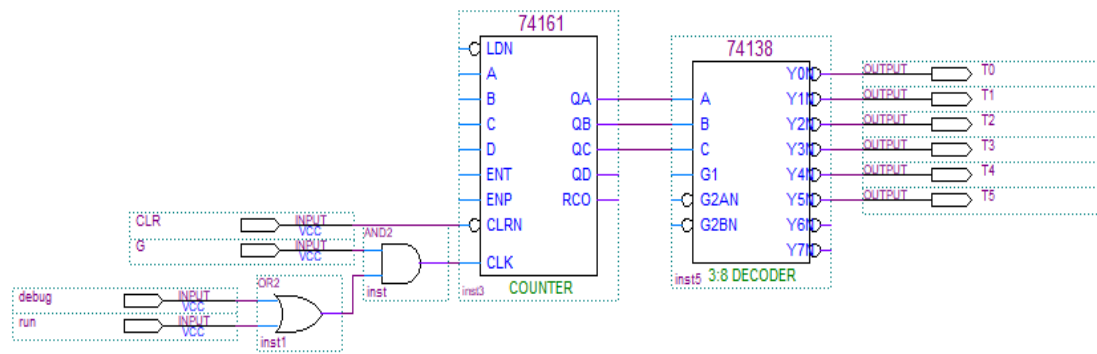 74161
LDN
A
B
C
D
ENT
ENP
CLRN
CLK
QA
QB
QC
QD
RCO
inst3
COUNTER
74138
A
B
C
G1
G2AN
G2BN
Y0N
Y1N
Y2N
Y3N
Y4N
Y5N
Y6N
Y7N
inst5
3:8 DECODER
OUTPUT T0
OUTPUT T1
OUTPUT T2
OUTPUT T3
OUTPUT T4
OUTPUT T5
CLR INPUT
VCC
G INPUT
VCC
AND2
inst
debug INPUT
VCC
run INPUT
VCC
OR2
inst1